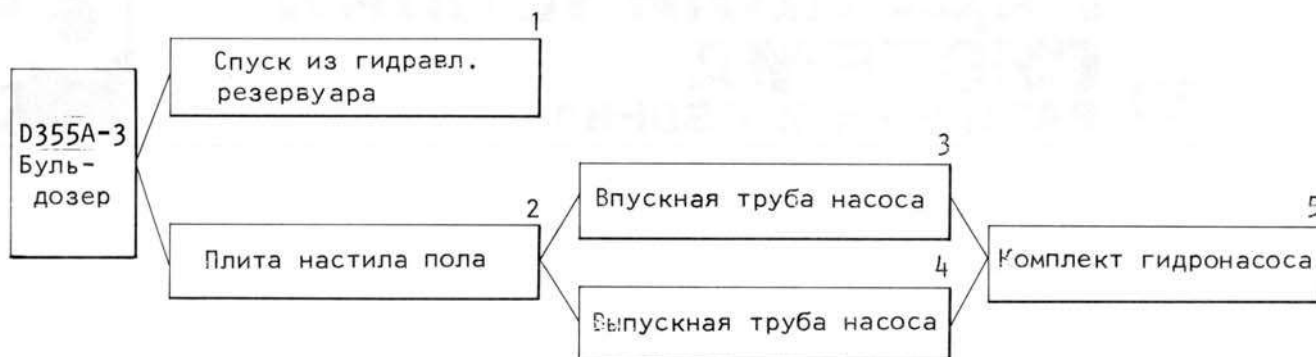 D355A-3
Буль-
дозер
1
Спуск из гидравл.
резервуара
2
Плита настила пола
3
Впускная труба насоса
4
Выпускная труба насоса
5
Комплект гидронасоса